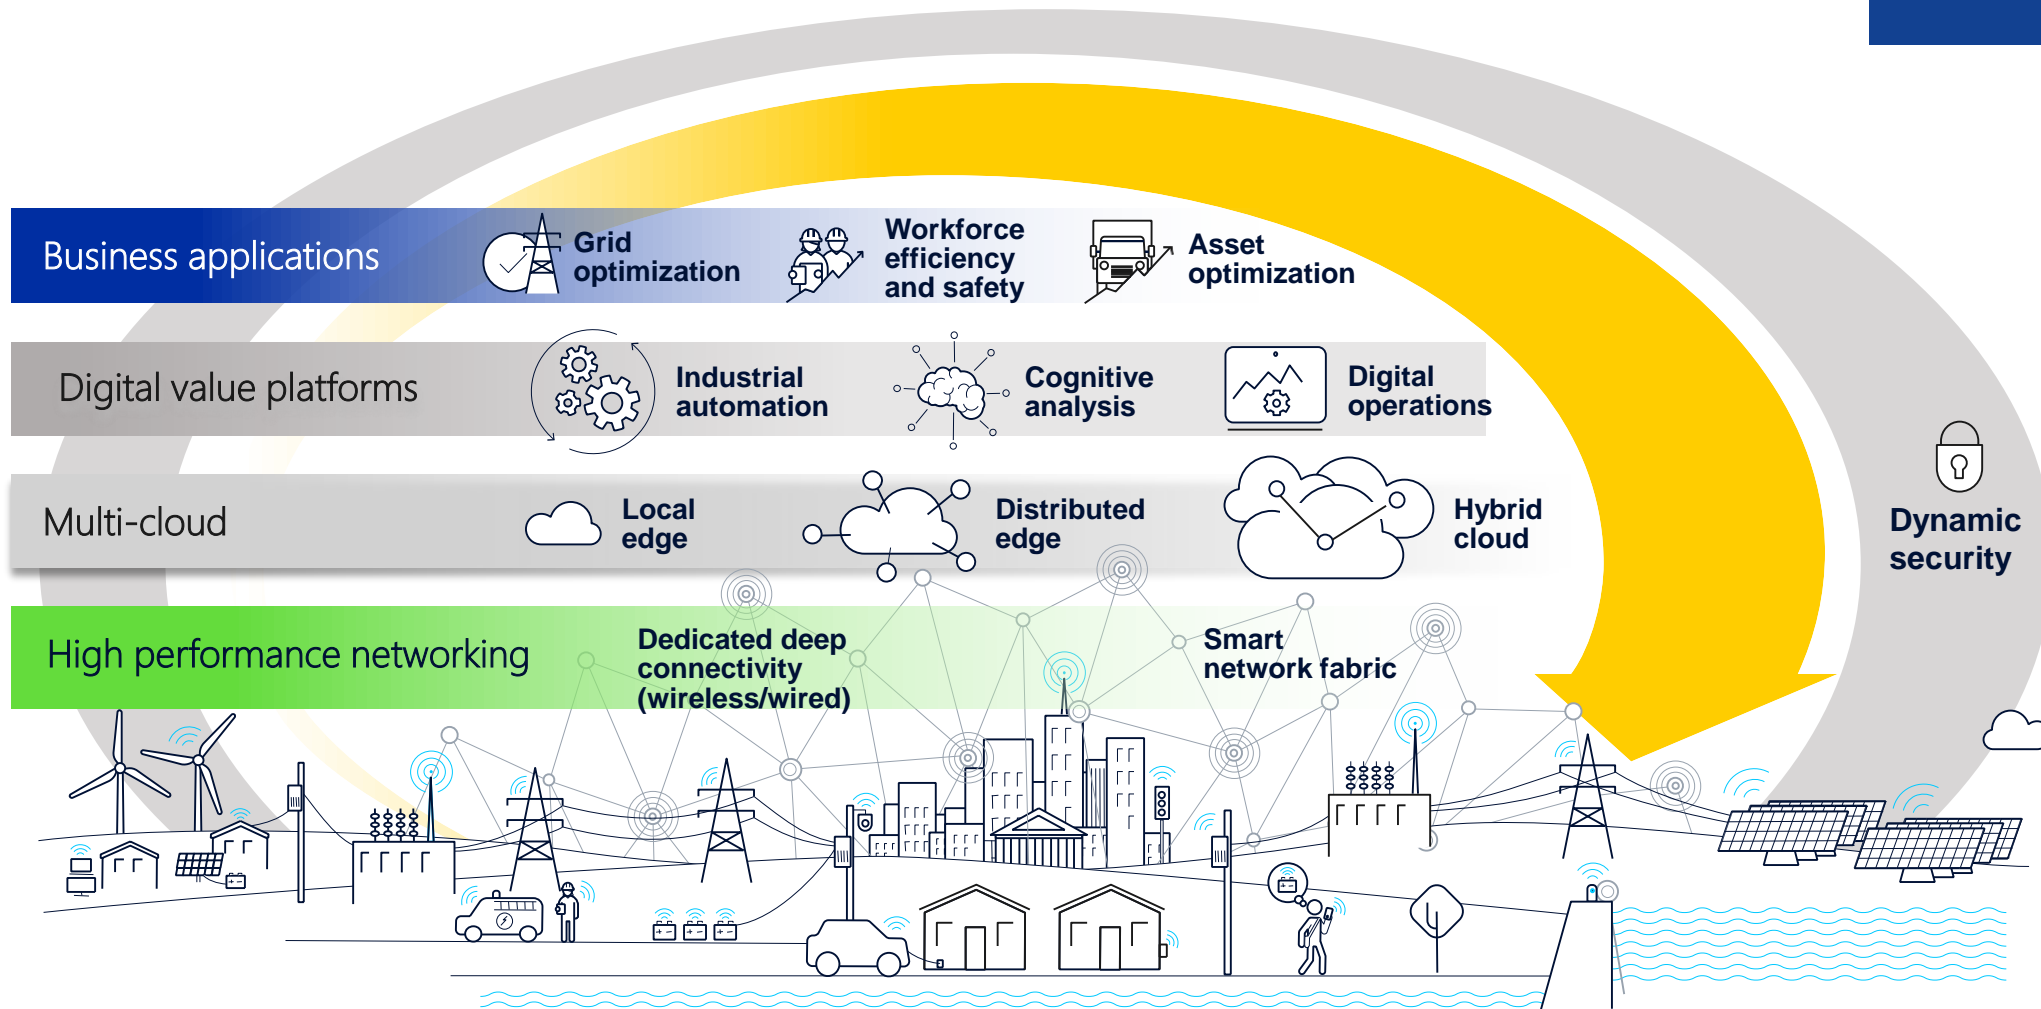 Business applications
Grid
optimization
Workforce
efficiency
and safety
Asset
optimization
Digital value platforms
Industrial
automation
Cognitive
analysis
Digital
operations
Multi-cloud
Local
edge
Distributed
edge
Hybrid
cloud
Dynamic
security
High performance networking
Dedicated deep
connectivity
(wireless/wired)
Smart
network fabric